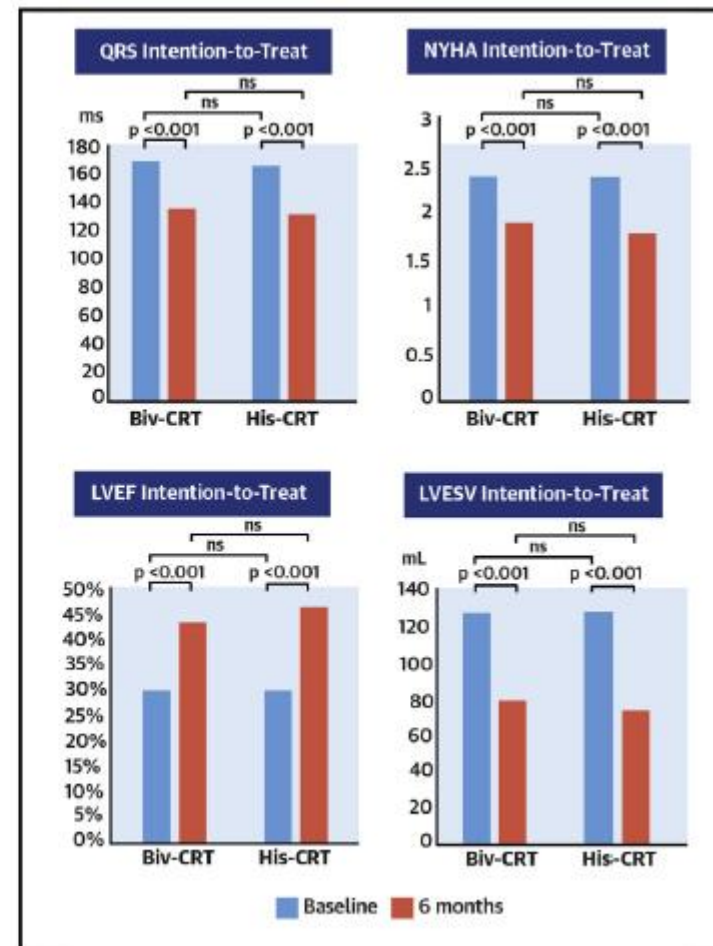 QRS Intention-to-Treat
ns
ns
ms
p <0.001
p <0.001
180
160
140
120
100
80
60
40
20
0
Biv-CRT
His-CRT
NYHA Intention-to-Treat
ns
ns
p <0.001
p <0.001
3
2.5
2
1.5
1
0.5
0
Biv-CRT
His-CRT
LVEF Intention-to-Treat
ns
ns
p <0.001
p <0.001
50%
45%
40%
35%
30%
25%
20%
15%
10%
5%
0%
Biv-CRT
His-CRT
LVESV Intention-to-Treat
ns
ns
mL
p <0.001
p <0.001
140
120
100
80
60
40
20
0
Biv-CRT
His-CRT
Baseline
6 months